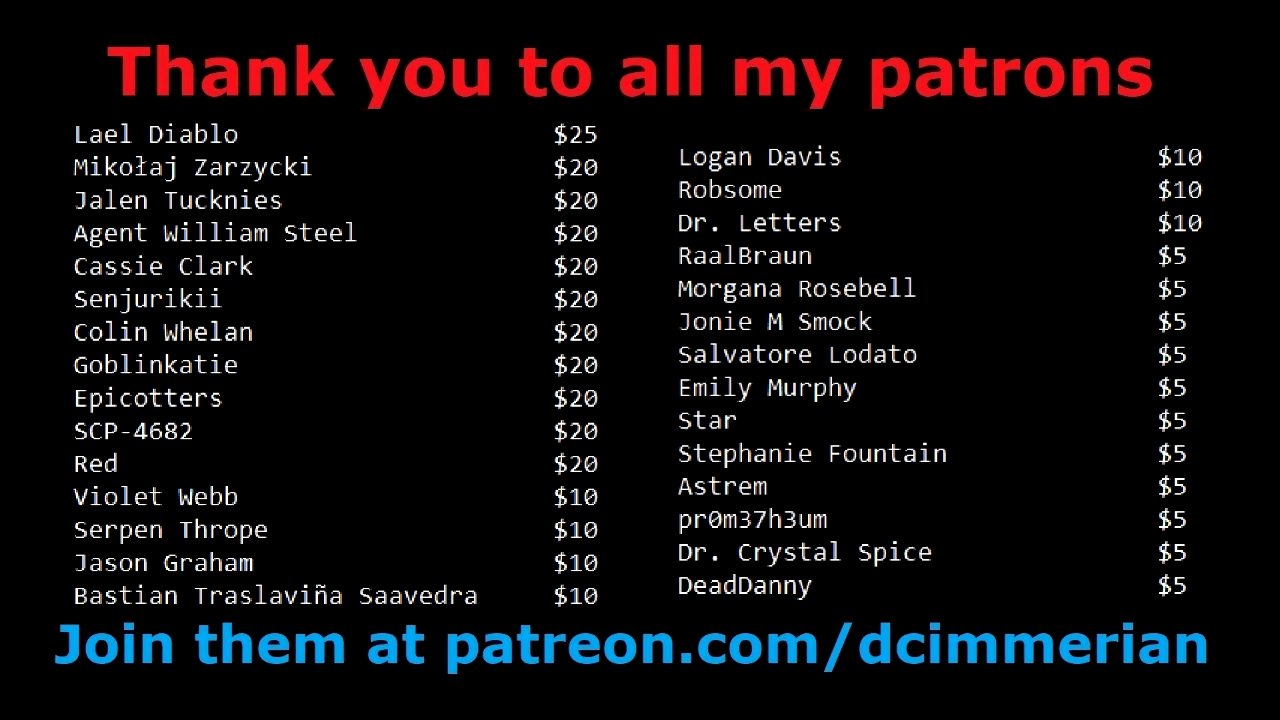 Thank you to all my patrons
Lael Diablo $25
Mikołaj Zarzycki $20
Jalen Tucknies $20
Agent William Steel $20
Cassie Clark $20
Senjurikii $20
Colin Whelan $20
Goblinkatie $20
Epicotters $20
SCP-4682 $20
Red $20
Violet Webb $10
Serpen Thrope $10
Jason Graham $10
Bastian Traslaviña Saavedra $10
Logan Davis $10
Robsome $10
Dr. Letters $10
RaalBraun $5
Morgana Rosebell $5
Jonie M Smock $5
Salvatore Lodato $5
Emily Murphy $5
Star $5
Stephanie Fountain $5
Astrem $5
pr0m37h3um $5
Dr. Crystal Spice $5
DeadDanny $5
Join them at patreon.com/dcimmerian